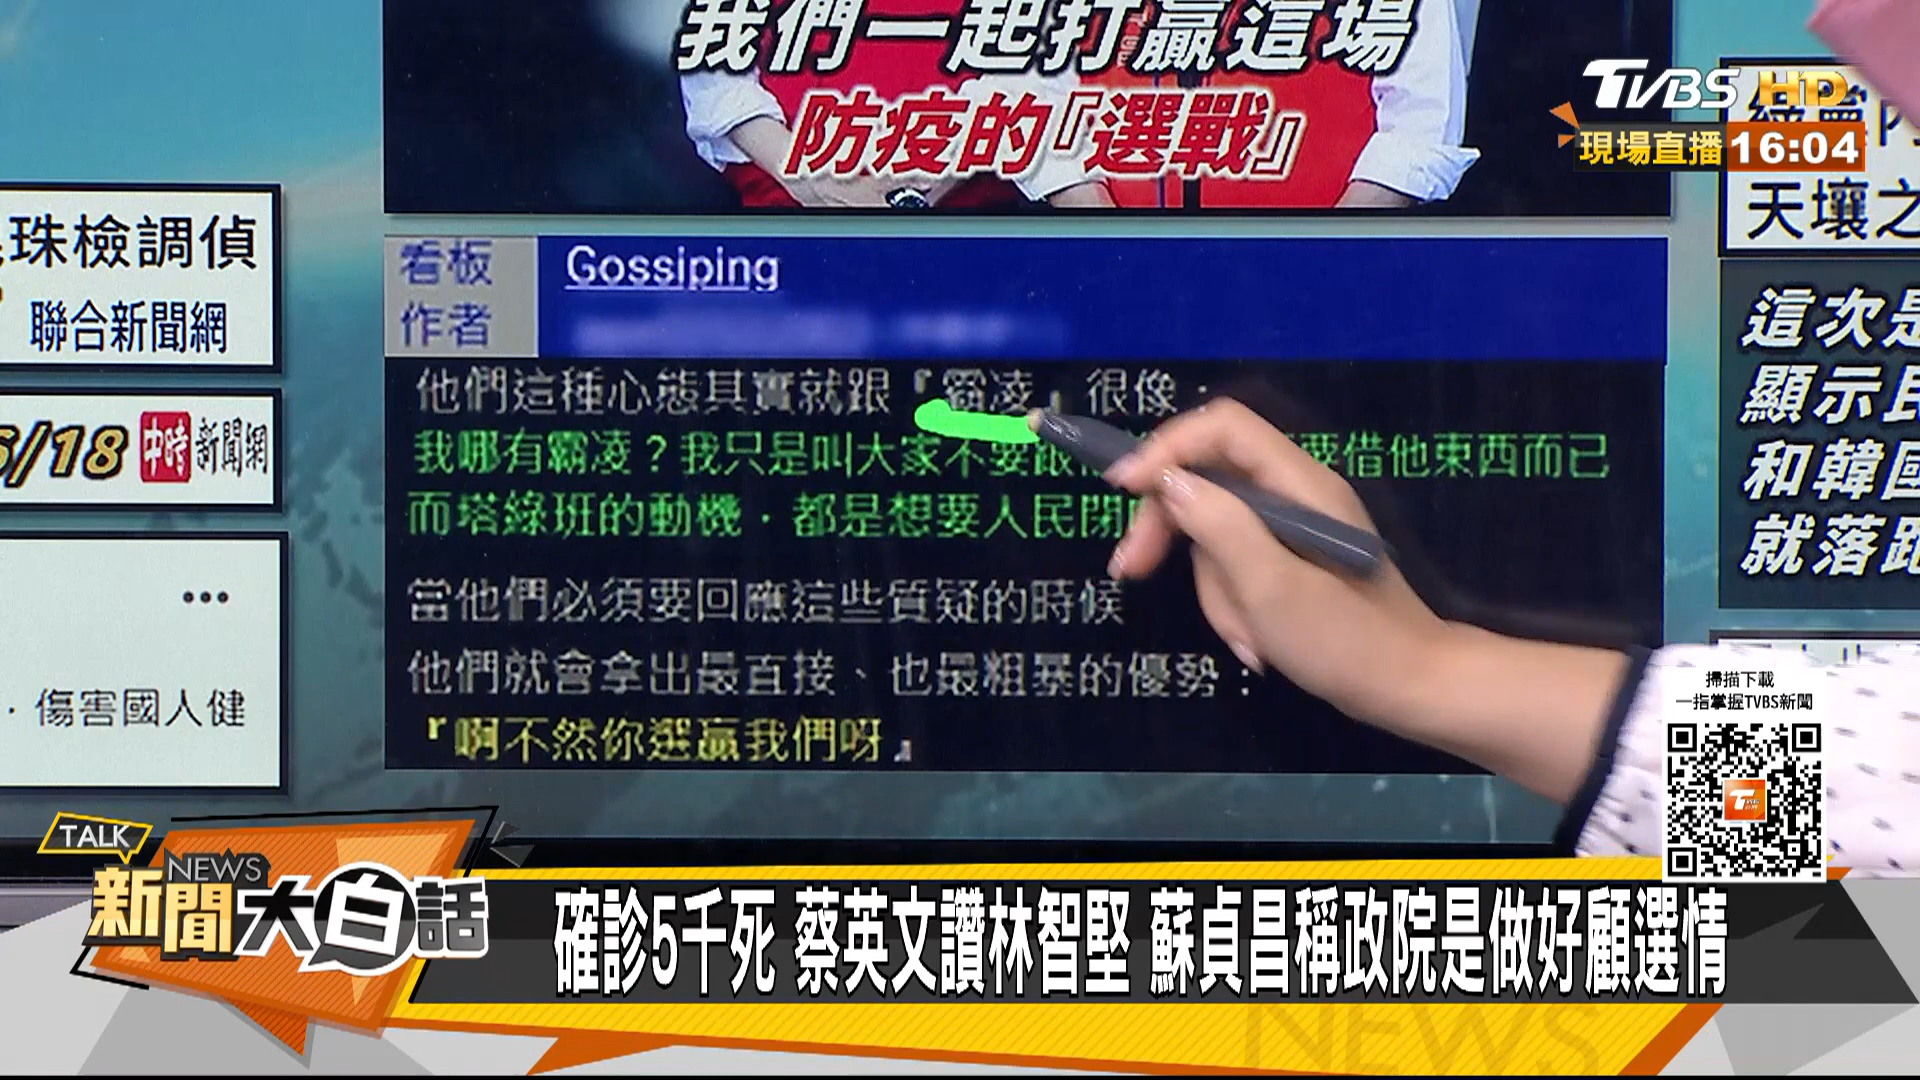 我們一起打贏這場
防疫的『選戰』
TVBS HD
現場直播 16:04
珠檢調偵
聯合新聞網
6/18 中時 新聞網
...
傷害國人健
看板 Gossiping
作者
他們這種心態其實就跟『霸凌』很像：
我哪有霸凌？我只是叫大家不要跟 要借他東西而已
而塔綠班的動機，都是想要人民閉
當他們必須要回應這些質疑的時候
他們就會拿出最直接、也最粗暴的優勢：
『啊不然你選贏我們呀』
天壤之
這次是
顯示民
和韓國
就落跑
掃描下載
一指掌握TVBS新聞
TALK
NEWS
新聞大白話
確診5千死 蔡英文讚林智堅 蘇貞昌稱政院是做好顧選情
NEWS